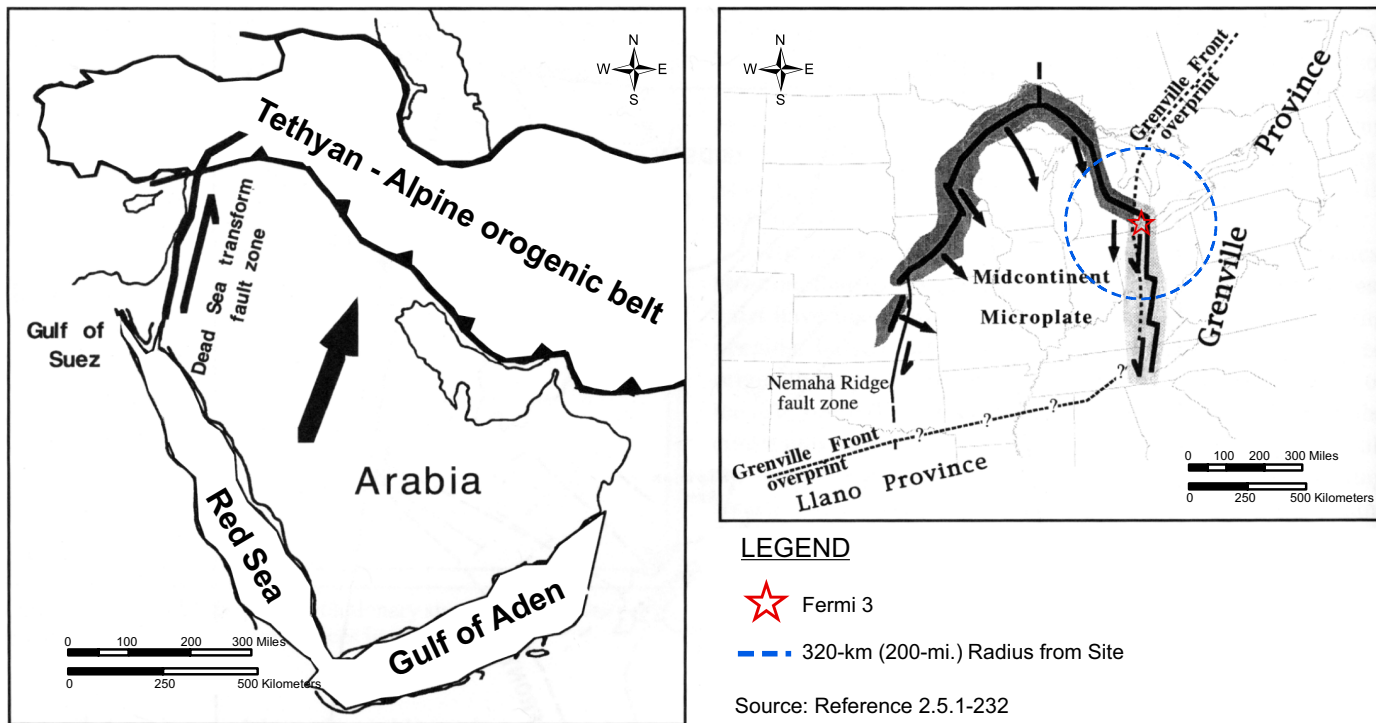 N
W E
S
Tethyan - Alpine orogenic belt
Dead Sea transform
fault zone
Gulf of
Suez
Arabia
Red Sea
Gulf of Aden
0 100 200 300 Miles
0 250 500 Kilometers
N
W E
S
Grenville Front
overprint
Province
Grenville
Midcontinent
Microplate
Nemaha Ridge
fault zone
?
?
?
?
Grenville Front
overprint
Llano Province
0 100 200 300 Miles
0 250 500 Kilometers
LEGEND
Fermi 3
320-km (200-mi.) Radius from Site
Source: Reference 2.5.1-232